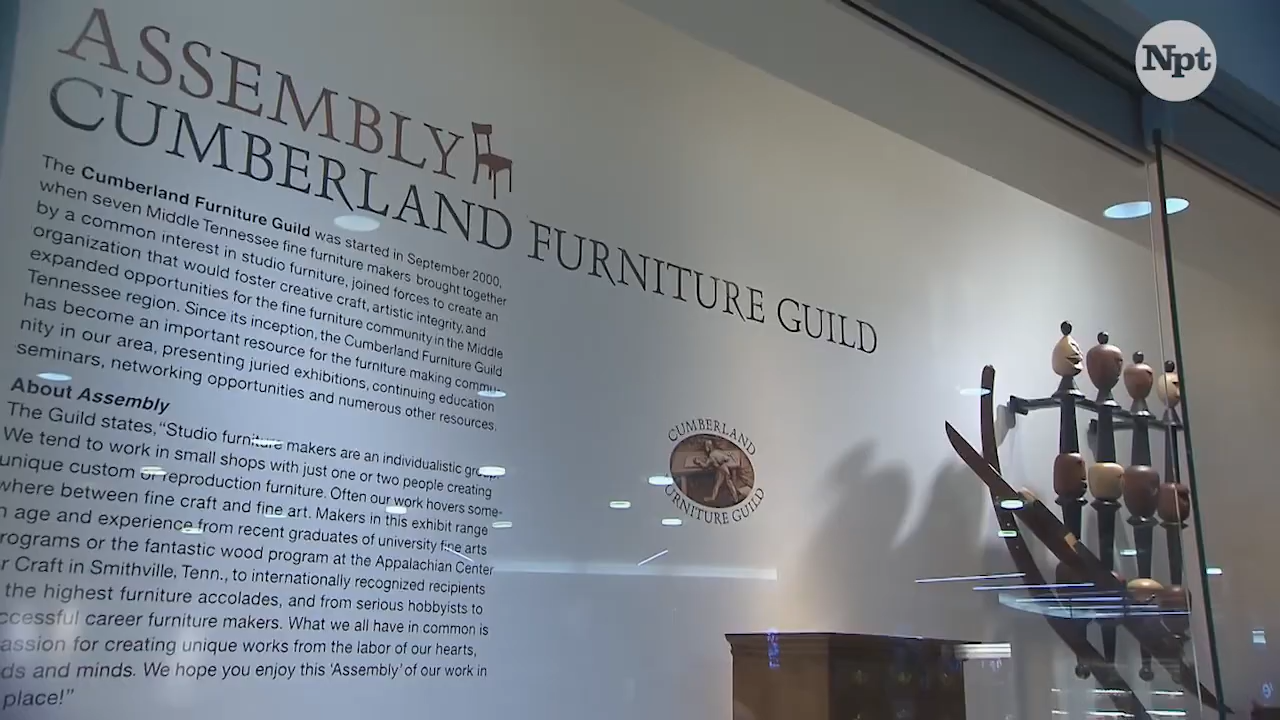 Npt
ASSEMBLY
CUMBERLAND FURNITURE GUILD
The Cumberland Furniture Guild was started in September 2000,
when seven Middle Tennessee fine furniture makers brought together
by a common interest in studio furniture, joined forces to create an
organization that would foster creative craft, artistic integrity, and
expanded opportunities for the fine furniture community in the Middle
Tennessee region. Since its inception, the Cumberland Furniture Guild
has become an important resource for the furniture making commu-
nity in our area, presenting juried exhibitions, continuing education
seminars, networking opportunities and numerous other resources.
About Assembly
The Guild states, “Studio furniture makers are an individualistic
We tend to work in small shops with just one or two people creating
unique custom or reproduction furniture. Often our work hovers some-
where between fine craft and fine art. Makers in this exhibit range
n age and experience from recent graduates of university fine arts
rograms or the fantastic wood program at the Appalachian Center
r Craft in Smithville, Tenn., to internationally recognized recipients
the highest furniture accolades, and from serious hobbyists to
ccessful career furniture makers. What we all have in common is
assion for creating unique works from the labor of our hearts,
ds and minds. We hope you enjoy this ‘Assembly’ of our work in
place!”
CUMBERLAND
FURNITURE GUILD